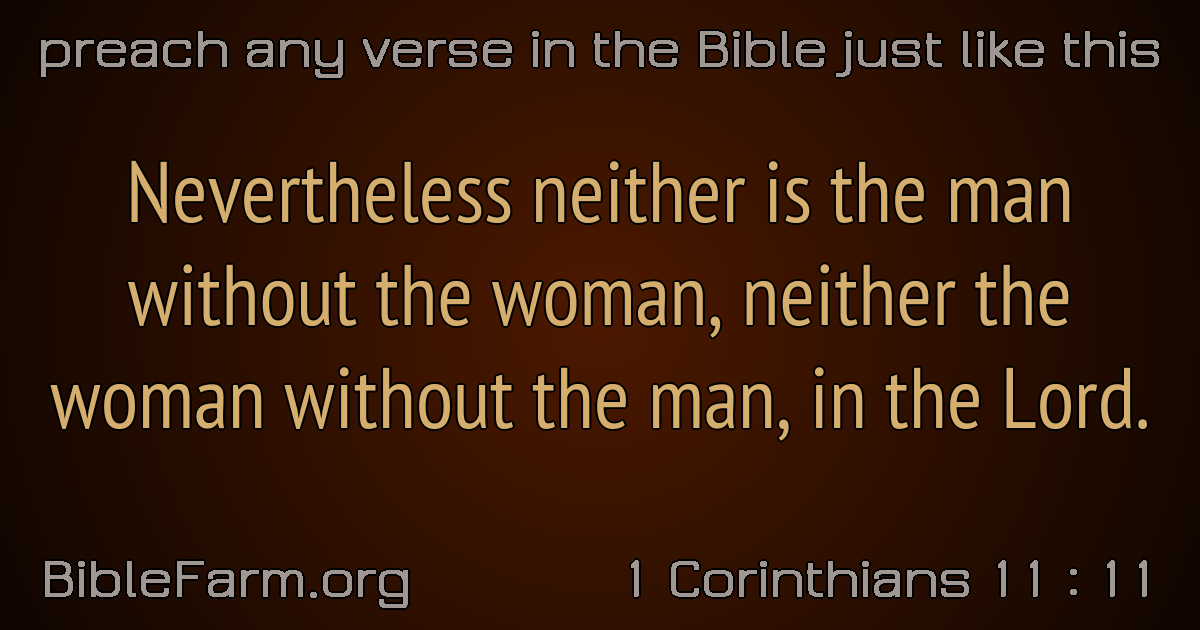 preach any verse in the Bible just like this
Nevertheless neither is the man
without the woman, neither the
woman without the man, in the Lord.
BibleFarm.org
1 Corinthians 11 : 11